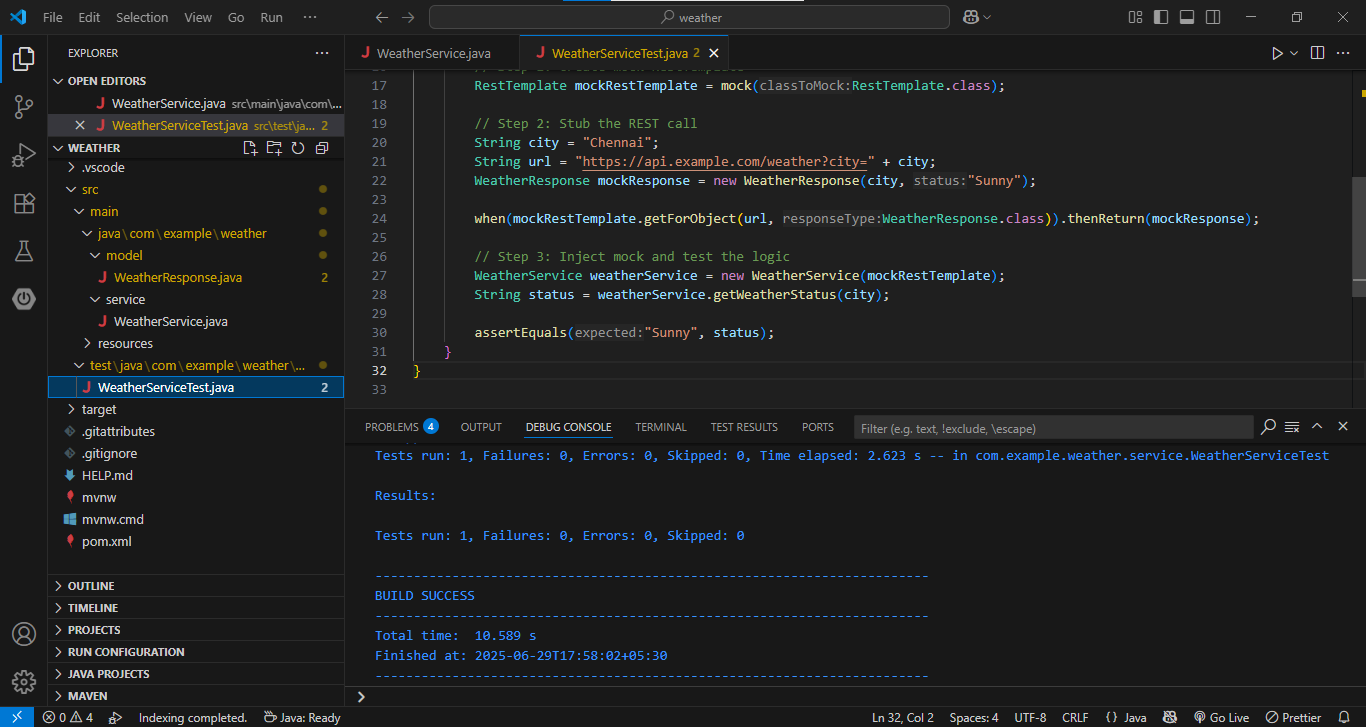 File Edit Selection View Go Run ··· weather
EXPLORER ···
OPEN EDITORS
WeatherService.java src\main\java\com\...
WeatherServiceTest.java src\test\ja... 2
WEATHER
.vscode
src
main
java\com\example\weather
model
WeatherResponse.java 2
service
WeatherService.java
resources
test\java\com\example\weather\...
WeatherServiceTest.java 2
target
.gitattributes
.gitignore
HELP.md
mvnw
mvnw.cmd
pom.xml
OUTLINE
TIMELINE
PROJECTS
RUN CONFIGURATION
JAVA PROJECTS
MAVEN
WeatherService.java WeatherServiceTest.java 2
17 RestTemplate mockRestTemplate = mock(classToMock:RestTemplate.class);
18
19 // Step 2: Stub the REST call
20 String city = "Chennai";
21 String url = "https://api.example.com/weather?city=" + city;
22 WeatherResponse mockResponse = new WeatherResponse(city, status:"Sunny");
23
24 when(mockRestTemplate.getForObject(url, responseType:WeatherResponse.class)).thenReturn(mockResponse);
25
26 // Step 3: Inject mock and test the logic
27 WeatherService weatherService = new WeatherService(mockRestTemplate);
28 String status = weatherService.getWeatherStatus(city);
29
30 assertEquals(expected:"Sunny", status);
31 }
32 }
33
PROBLEMS 4 OUTPUT DEBUG CONSOLE TERMINAL TEST RESULTS PORTS Filter (e.g. text, !exclude, \escape)
Tests run: 1, Failures: 0, Errors: 0, Skipped: 0, Time elapsed: 2.623 s -- in com.example.weather.service.WeatherServiceTest
Results:
Tests run: 1, Failures: 0, Errors: 0, Skipped: 0
------------------------------------------------------------------------
BUILD SUCCESS
------------------------------------------------------------------------
Total time:  10.589 s
Finished at: 2025-06-29T17:58:02+05:30
------------------------------------------------------------------------
0 4 Indexing completed. Java: Ready Ln 32, Col 2 Spaces: 4 UTF-8 CRLF {} Java Go Live Prettier